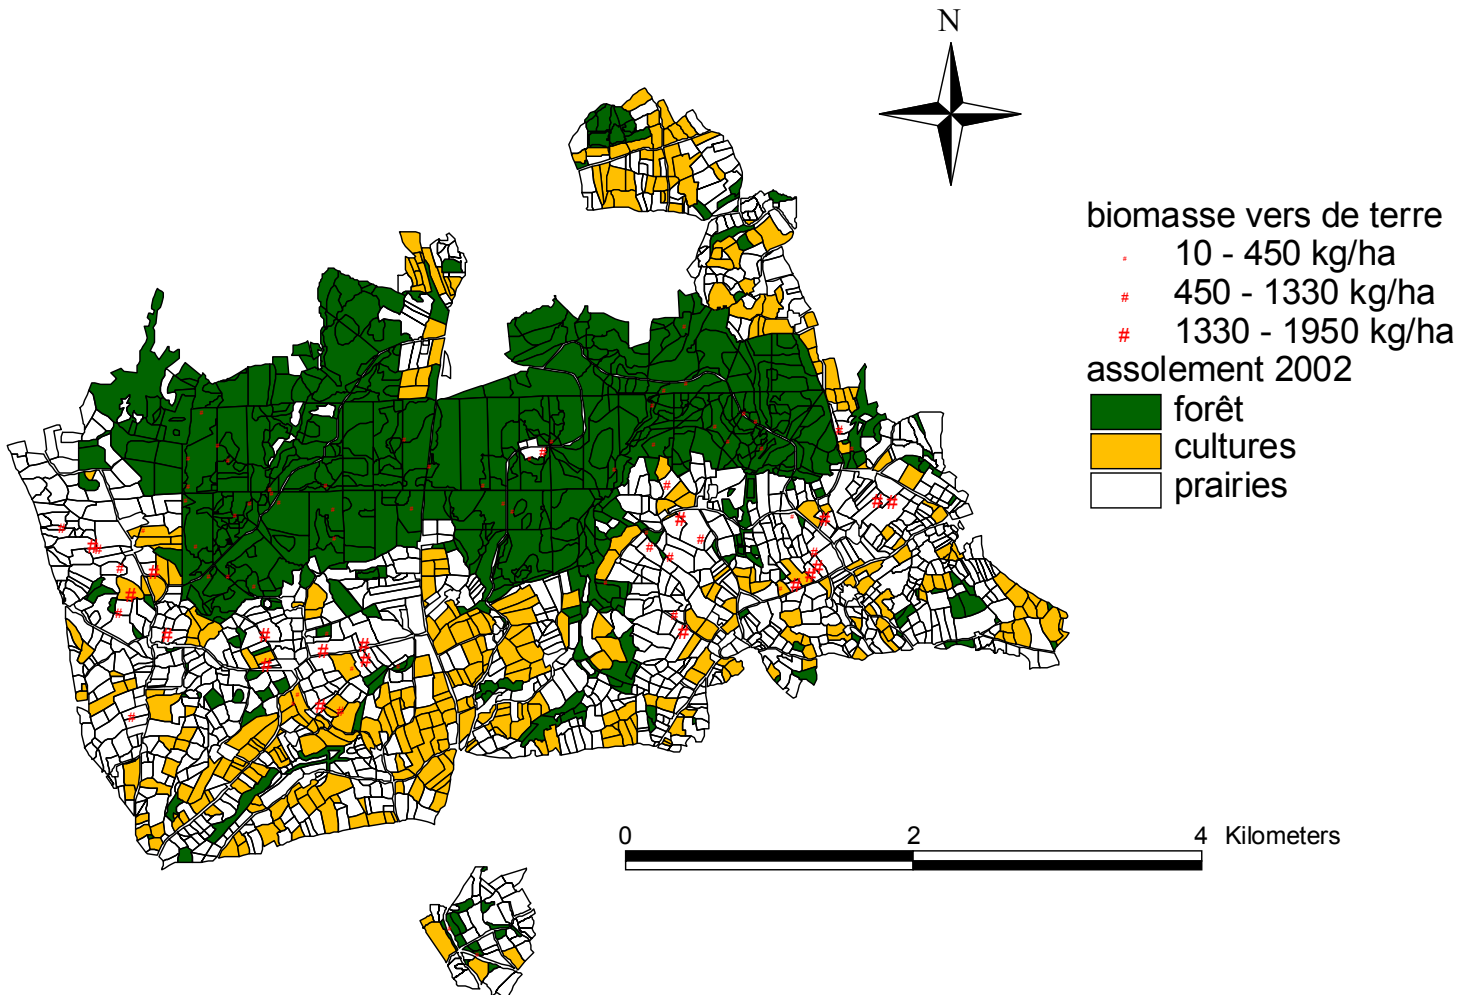 N
biomasse vers de terre
# 10 - 450 kg/ha
# 450 - 1330 kg/ha
# 1330 - 1950 kg/ha
assolement 2002
forêt
cultures
prairies
0 2 4 Kilometers